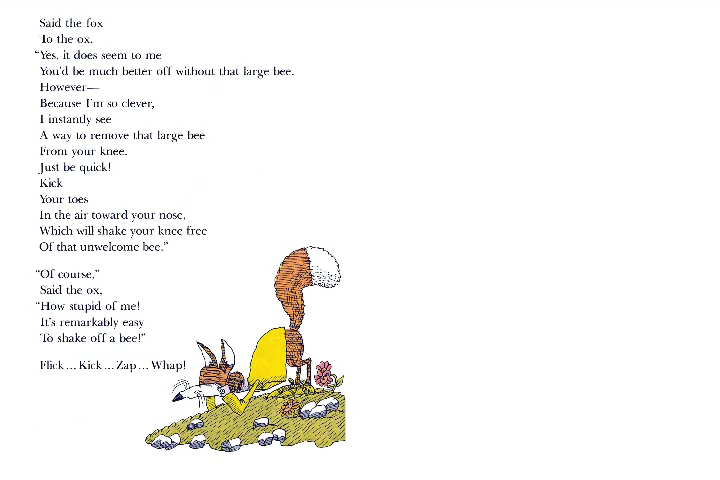 Said the fox
To the ox.
“Yes, it does seem to me
You’d be much better off without that large bee.
However—
Because I’m so clever,
I instantly see
A way to remove that large bee
From your knee.
Just be quick!
Kick
Your toes
In the air toward your nose,
Which will shake your knee free
Of that unwelcome bee.”
“Of course,”
Said the ox,
“How stupid of me!
It’s remarkably easy
To shake off a bee!”
Flick . . . Kick . . . Zap . . . Whap!